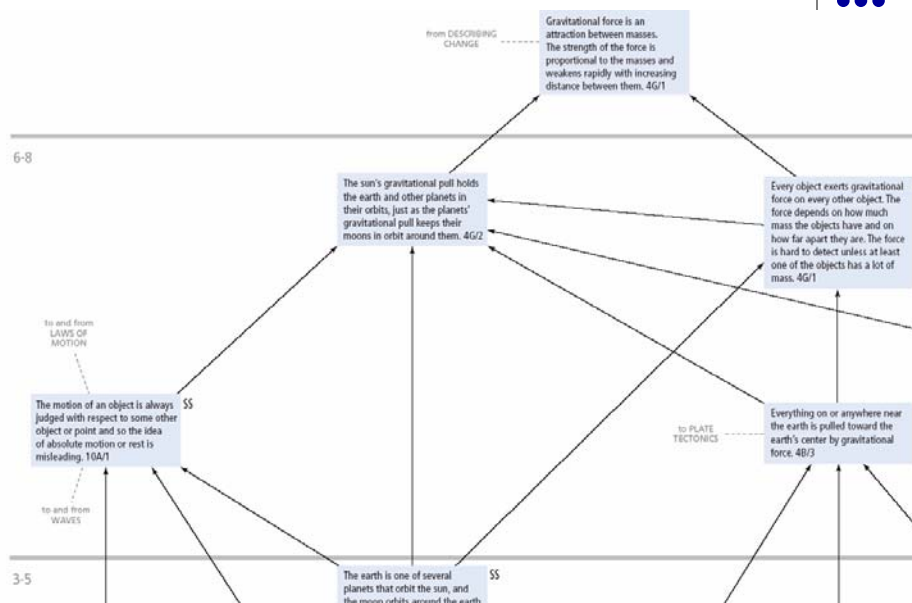 from DESCRIBING
CHANGE
Gravitational force is an
attraction between masses.
The strength of the force is
proportional to the masses and
weakens rapidly with increasing
distance between them. 4G/1
6-8
The sun's gravitational pull holds
the earth and other planets in
their orbits, just as the planets'
gravitational pull keeps their
moons in orbit around them. 4G/2
Every object exerts gravitational
force on every other object. The
force depends on how much
mass the objects have and on
how far apart they are. The force
is hard to detect unless at least
one of the objects has a lot of
mass. 4G/1
to and from
LAWS OF
MOTION
The motion of an object is always
judged with respect to some other
object or point and so the idea
of absolute motion or rest is
misleading. 10A/1
SS
to and from
WAVES
to PLATE
TECTONICS
Everything on or anywhere near
the earth is pulled toward the
earth's center by gravitational
force. 4B/3
3-5
The earth is one of several
planets that orbit the sun, and
the moon orbits around the earth
SS